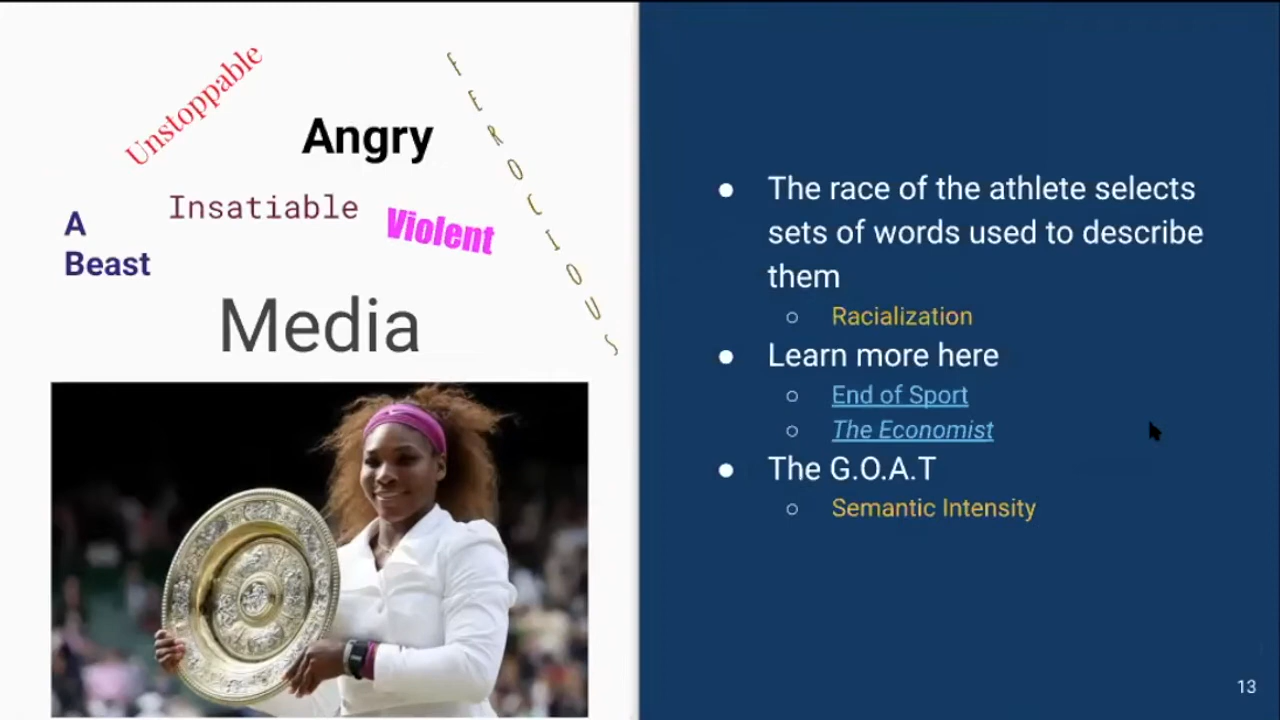 Unstoppable
Angry
FEROCIOUS
Insatiable
Violent
A
Beast
Media
● The race of the athlete selects
sets of words used to describe
them
○ Racialization
● Learn more here
○ End of Sport
○ The Economist
● The G.O.A.T
○ Semantic Intensity
13